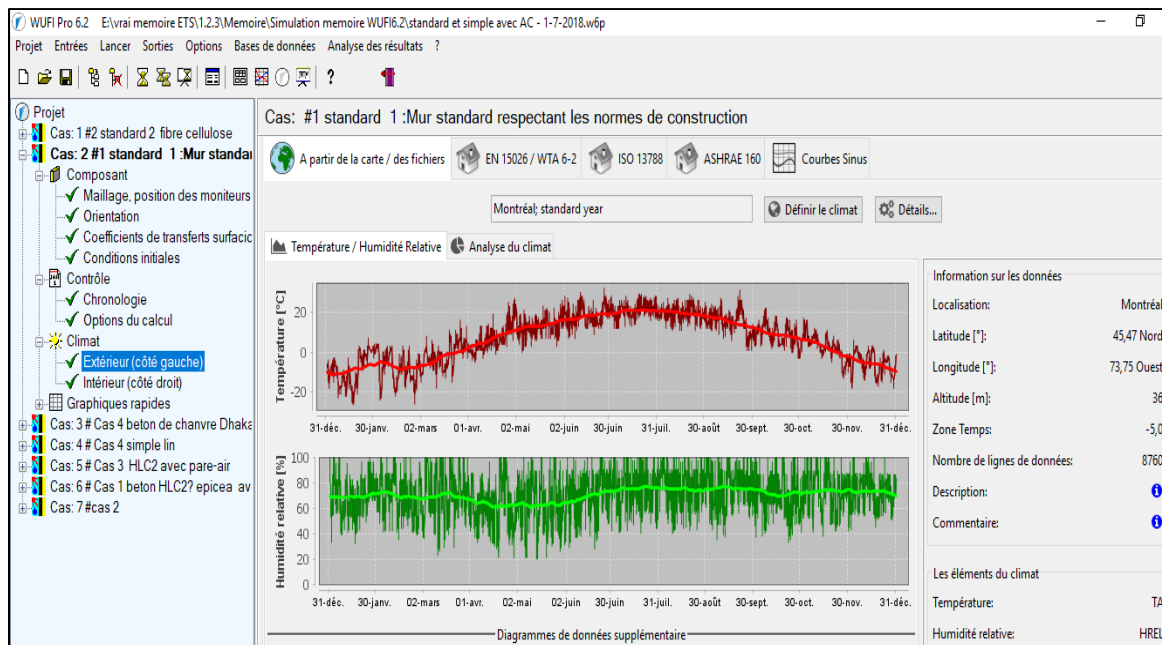 WUFI Pro 6.2 E:\vrai memoire ETS\1.2.3\Memoire\Simulation memoire WUFI6.2\standard et simple avec AC - 1-7-2018.w6p
Projet Entrées Lancer Sorties Options Bases de données Analyse des résultats ?
Projet
Cas: 1 #2 standard 2 fibre cellulose
Cas: 2 #1 standard 1 :Mur standar
Composant
Maillage, position des moniteurs
Orientation
Coefficients de transferts surfacic
Conditions initiales
Contrôle
Chronologie
Options du calcul
Climat
Extérieur (côté gauche)
Intérieur (côté droit)
Graphiques rapides
Cas: 3 # Cas 4 beton de chanvre Dhaka
Cas: 4 # Cas 4 simple lin
Cas: 5 # Cas 3 HLC2 avec pare-air
Cas: 6 # Cas 1 beton HLC2? epicea av
Cas: 7 #cas 2
Cas: #1 standard 1 :Mur standard respectant les normes de construction
A partir de la carte / des fichiers EN 15026 / WTA 6-2 ISO 13788 ASHRAE 160 Courbes Sinus
Montréal; standard year Définir le climat Détails...
Température / Humidité Relative Analyse du climat
Température [°C]
20
0
-20
31-déc. 30-janv. 02-mars 01-avr. 02-mai 02-juin 30-juin 31-juil. 30-août 30-sept. 30-oct. 30-nov. 31-déc.
Humidité relative [%]
100
80
60
40
20
0
31-déc. 30-janv. 02-mars 01-avr. 02-mai 02-juin 30-juin 31-juil. 30-août 30-sept. 30-oct. 30-nov. 31-déc.
Diagrammes de données supplémentaire
Information sur les données
Localisation: Montréal
Latitude [°]: 45,47 Nord
Longitude [°]: 73,75 Ouest
Altitude [m]: 36
Zone Temps: -5,0
Nombre de lignes de données: 8760
Description:
Commentaire:
Les éléments du climat
Température: TA
Humidité relative: HREL